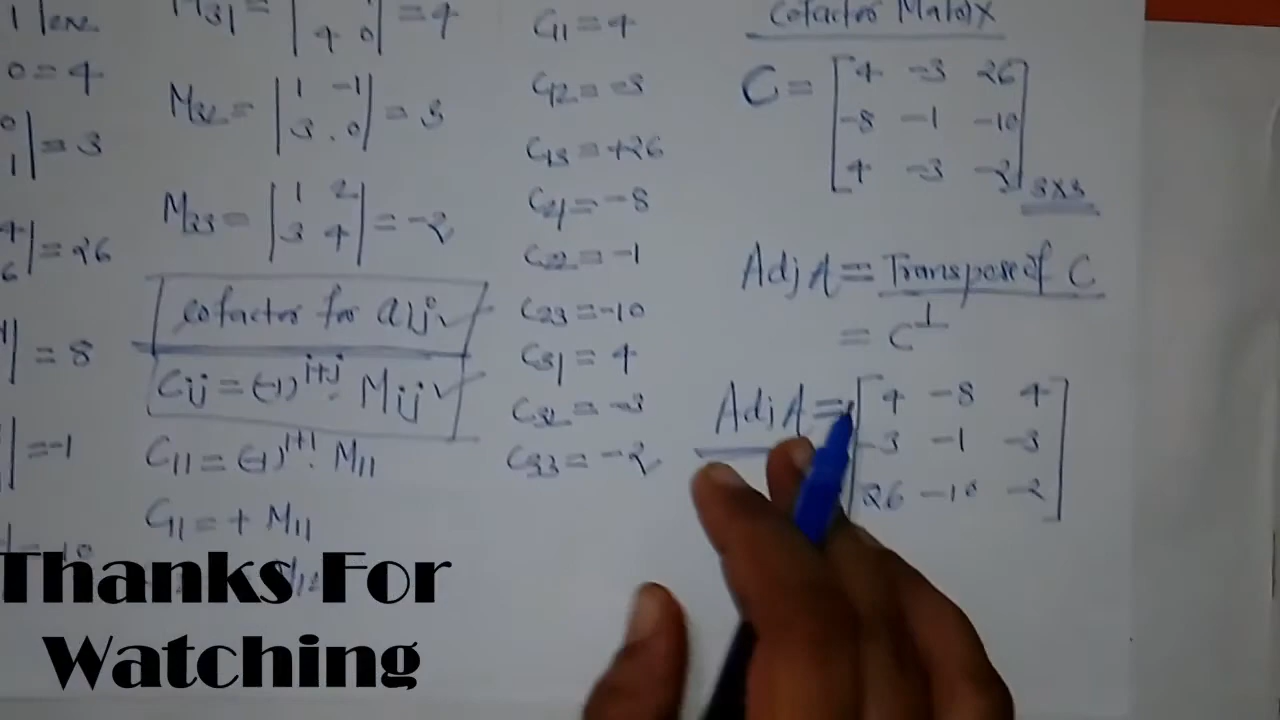 0 = 4
| = 3
| = 26
| = 8
| = -1
M31 = | 4 0 | = 4
M32 = | 1 -1 | = 3
3 . 0
M33 = | 1 2 | = -2
3 4
cofactor for aij
Cij = (-1)^i+j . Mij
C11 = (-1)^1+1 . M11
C11 = + M11
C11 = 4
C12 = -3
C13 = +26
C21 = -8
C22 = -1
C23 = -10
C31 = 4
C32 = -3
C33 = -2
Cofactor Matrix
C = [ 4 -3 26
-8 -1 -10
4 -3 -2 ] 3x3
Adj A = Transpose of C
= C^T
Adj A = [ 4 -8 4
-3 -1 -3
26 -10 -2 ]
Thanks For
Watching